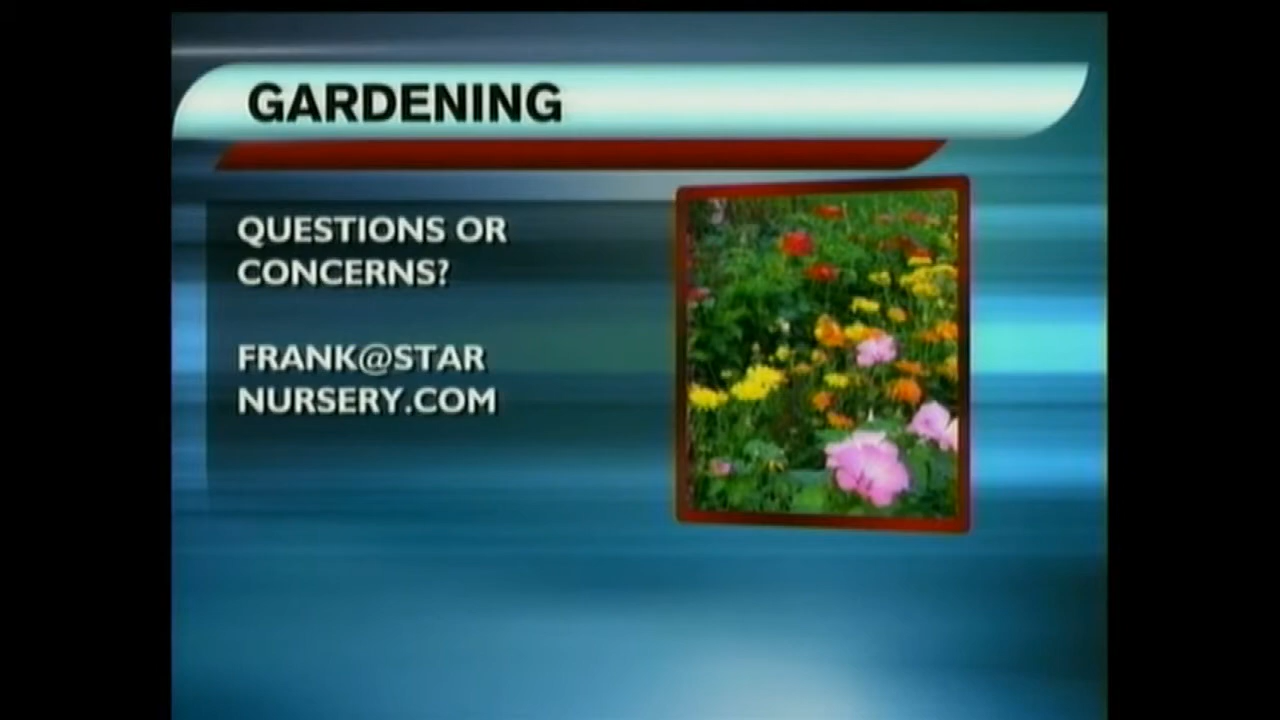 GARDENING
QUESTIONS OR
CONCERNS?
FRANK@STAR
NURSERY.COM